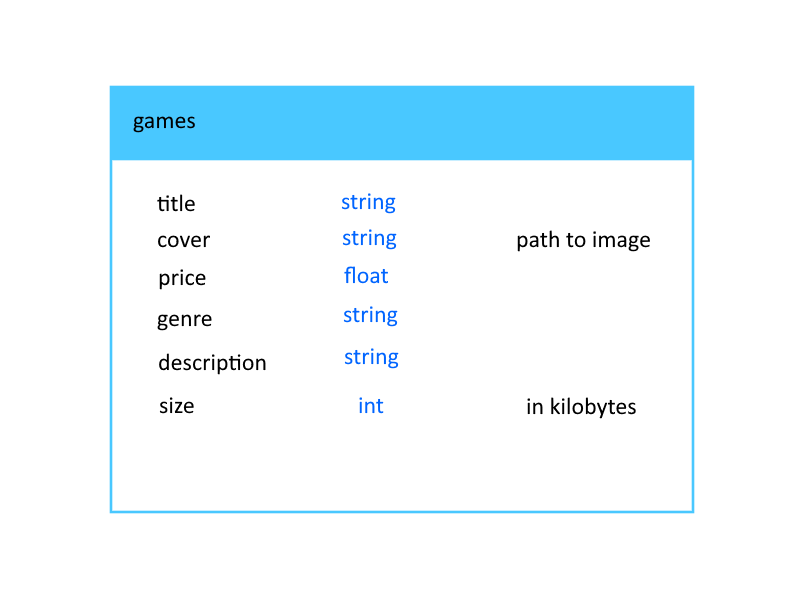 games
title string
cover string path to image
price float
genre string
description string
size int in kilobytes